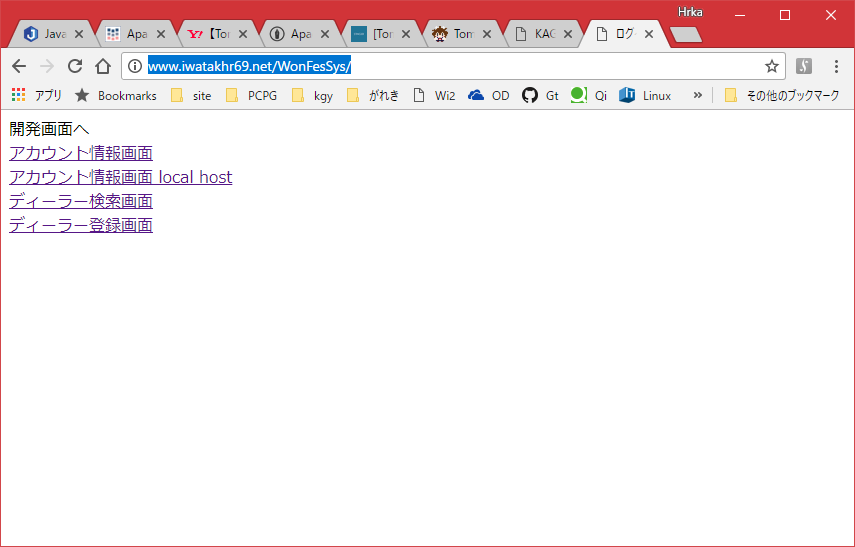 Hrka
Java
Apa
【Ton
Apa
[Ton
Tom
KAG
ログ
www.iwatakhr69.net/WonFesSys/
アプリ Bookmarks site PCPG kgy がれき Wi2 OD Gt Qi Linux » その他のブックマーク
開発画面へ
アカウント情報画面
アカウント情報画面 local host
ディーラー検索画面
ディーラー登録画面